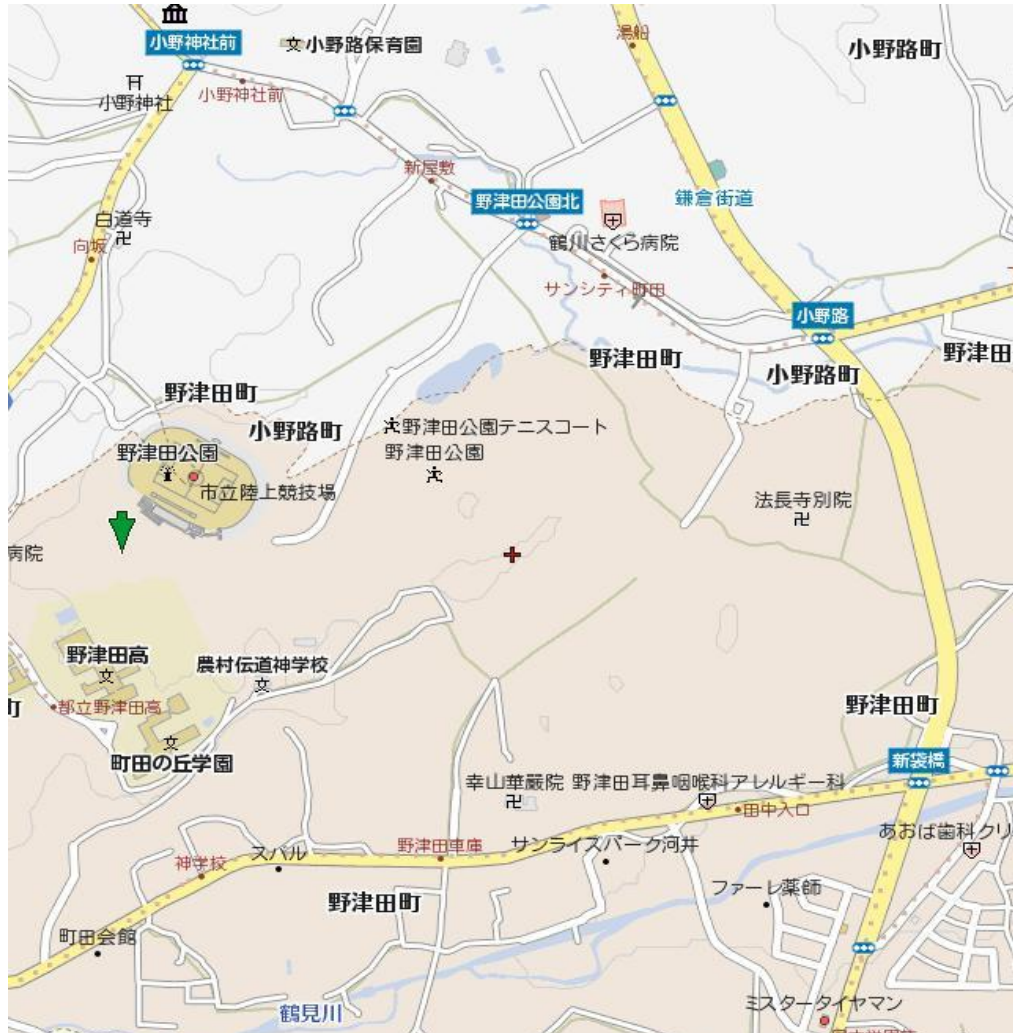 小野神社前
小野路保育園
湯船
小野路町
小野神社
小野神社前
新屋敷
野津田公園北
鎌倉街道
白道寺
向坂
鶴川さくら病院
サンシティ町田
小野路
野津田町
野津田町
野津田
小野路町
小野路町
野津田公園テニスコート
野津田公園
野津田公園
市立陸上競技場
法長寺別院
病院
野津田高
農村伝道神学校
町
都立野津田高
野津田町
町田の丘学園
新袋橋
幸山華厳院
野津田耳鼻咽喉科アレルギー科
田中入口
あおば歯科クリ
野津田車庫
サンライズパーク河井
スバル
神学校
ファーレ薬師
野津田町
町田会館
鶴見川
ミスタータイヤマン